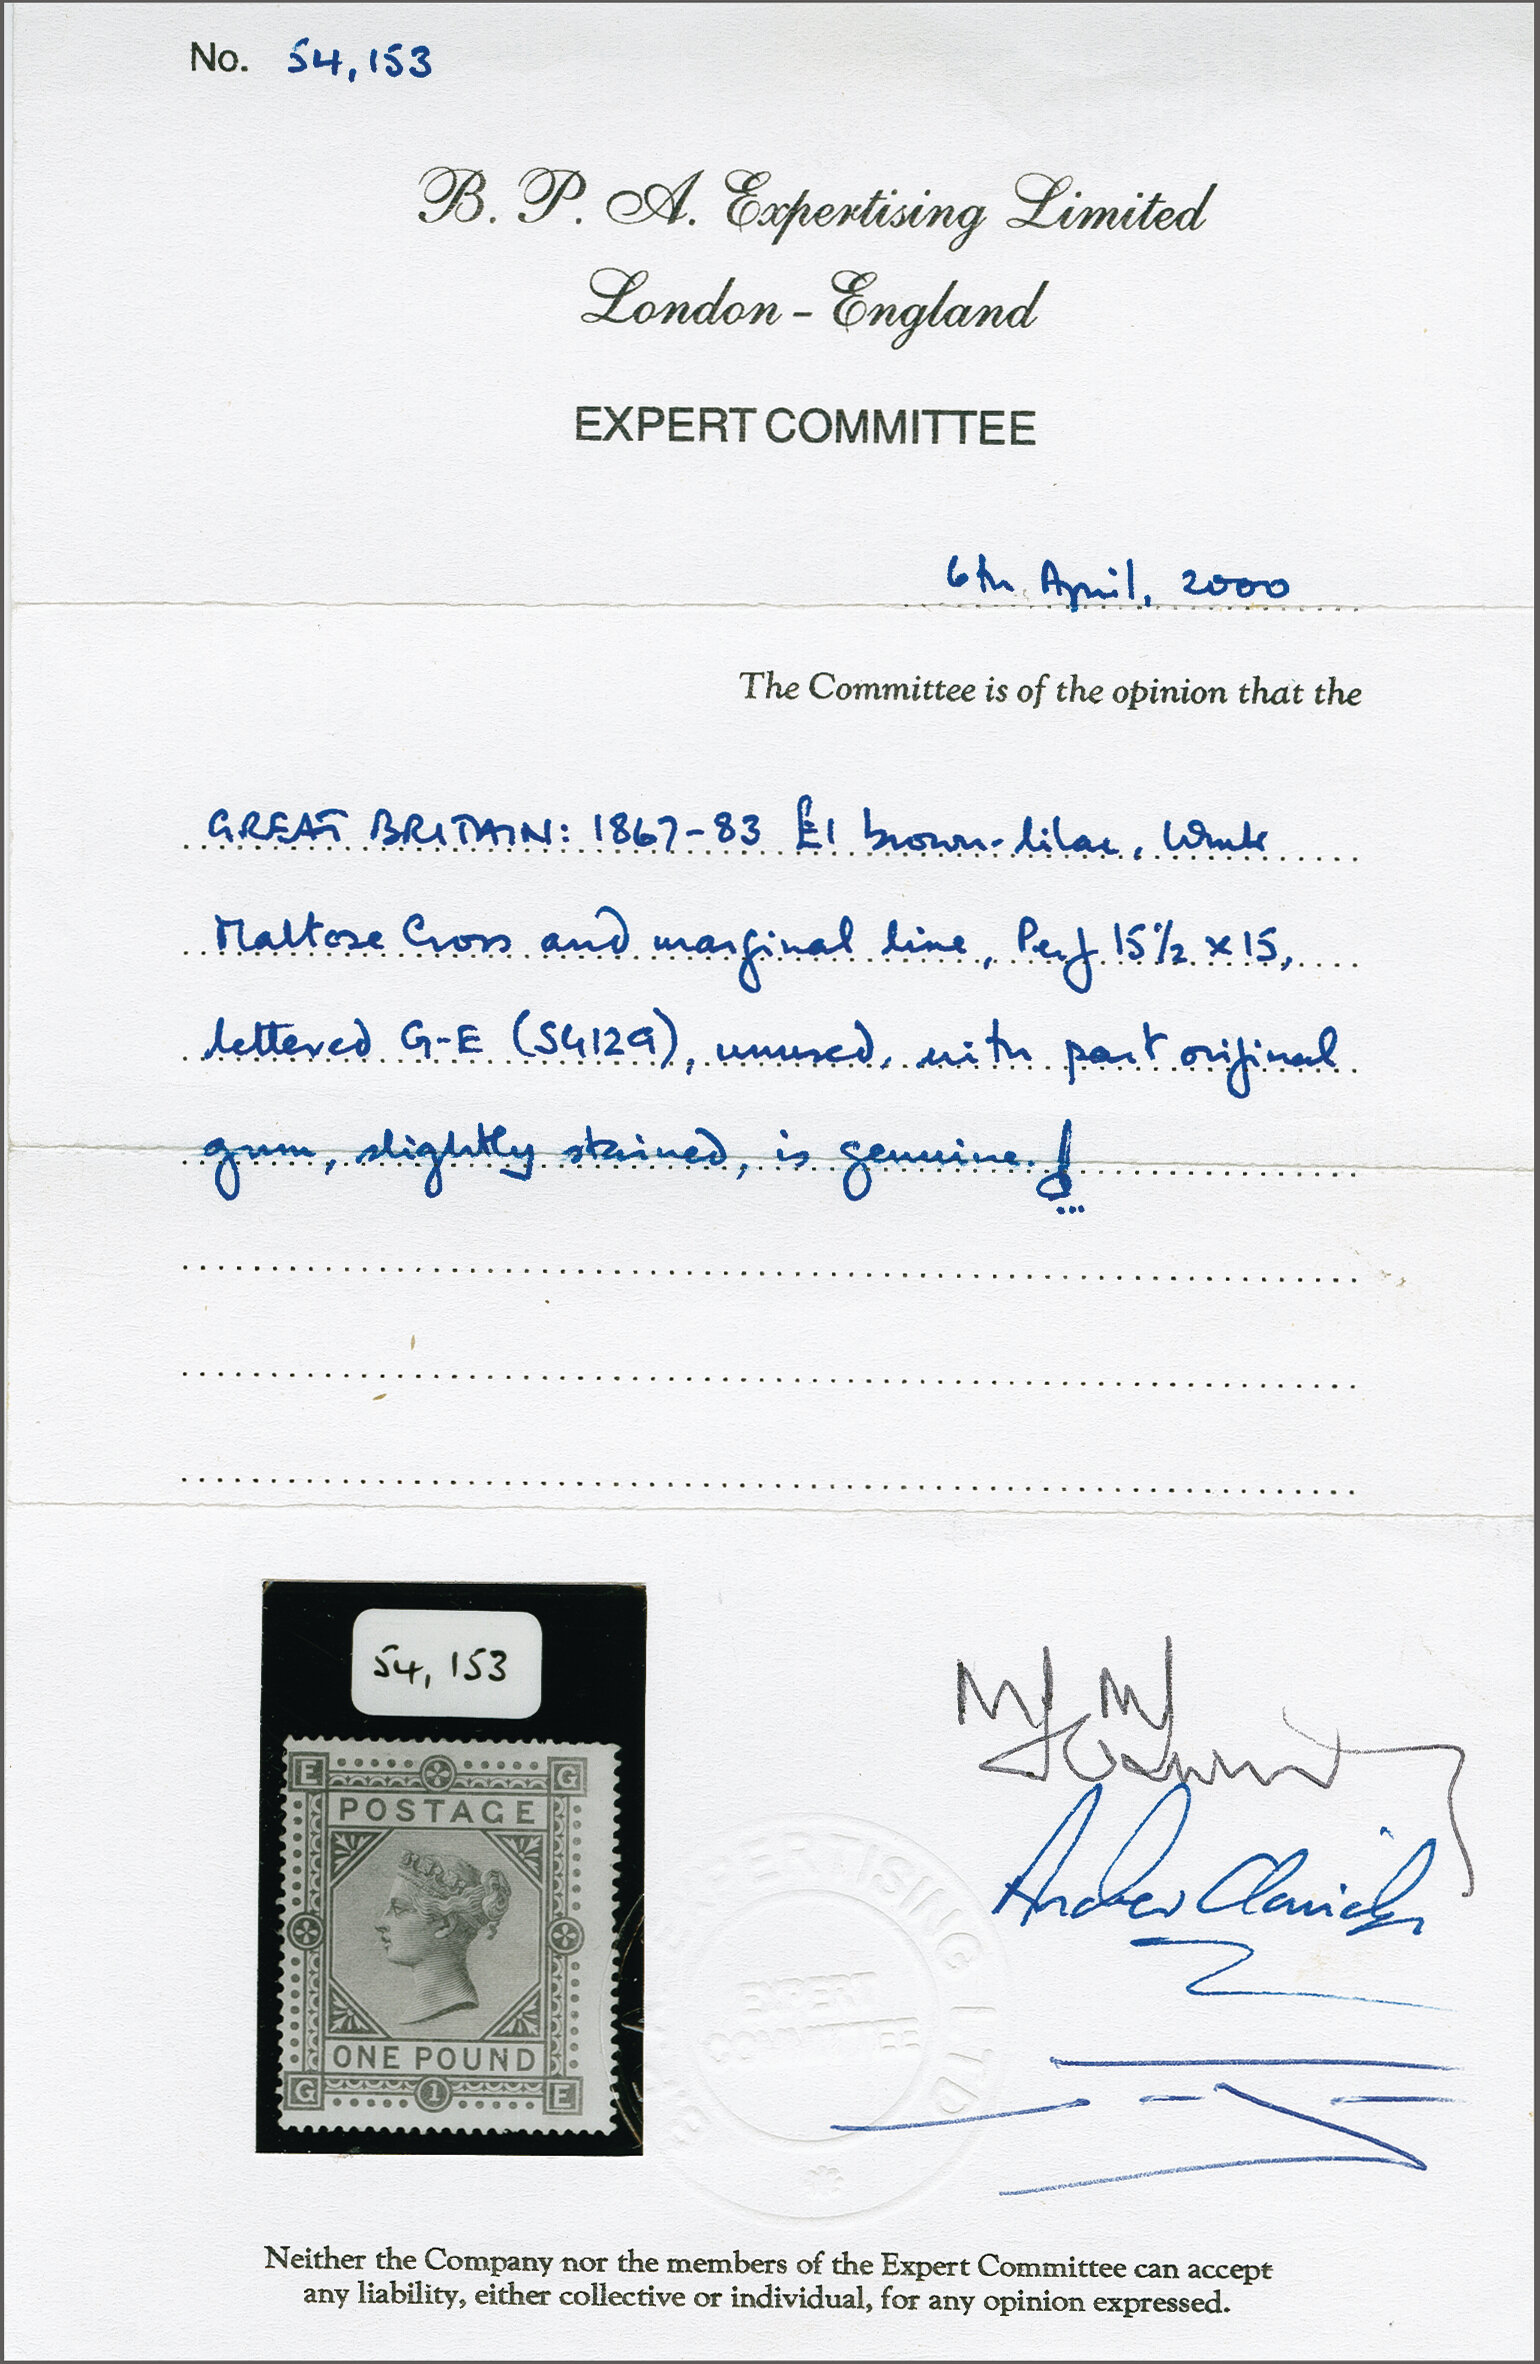 No. 54,153
B. P. A. Expertising Limited
London - England
EXPERT COMMITTEE
6th April, 2000
The Committee is of the opinion that the
GREAT BRITAIN: 1867-83 £1 brown-lilac, Wmk
Maltese Cross and marginal line, Perf 15½ x 15,
lettered G-E (SG129), unused, with part original
gum, slightly stained, is genuine.
54,153
E G
POSTAGE
ONE POUND
G 1 E
EXPERTISING LTD
EXPERT
COMMITTEE
Andrew
Neither the Company nor the members of the Expert Committee can accept
any liability, either collective or individual, for any opinion expressed.